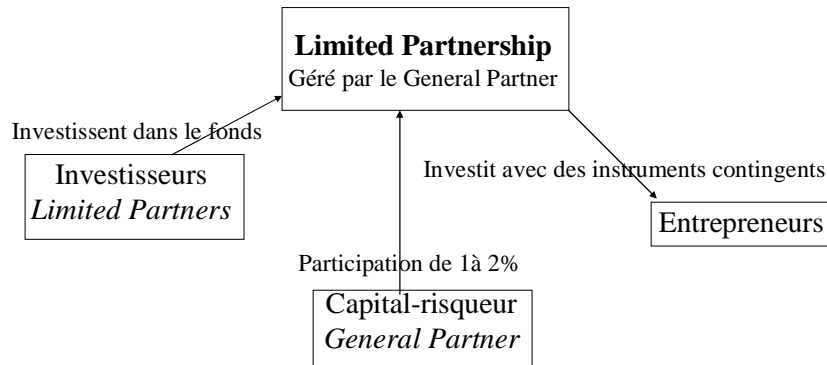 Limited Partnership
Géré par le General Partner
Investissent dans le fonds
Investisseurs
Limited Partners
Investit avec des instruments contingents
Entrepreneurs
Participation de 1à 2%
Capital-risqueur
General Partner